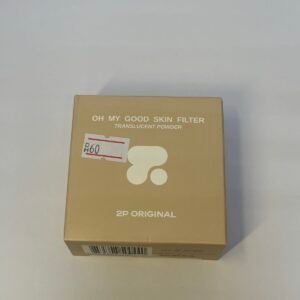 OH MY GOOD SKIN FILTER
TRANSLUCENT POWDER
60
2P ORIGINAL